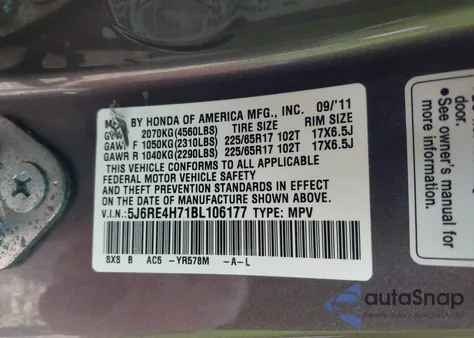 BY HONDA OF AMERICA MFG., INC. 09/11
2070KG(4560LBS) TIRE SIZE RIM SIZE
GAWR F 1050KG(2310LBS) 225/65R17 102T 17X6.5J
GAWR R 1040KG(2290LBS) 225/65R17 102T 17X6.5J
THIS VEHICLE CONFORMS TO ALL APPLICABLE
FEDERAL MOTOR VEHICLE SAFETY
AND THEFT PREVENTION STANDARDS IN EFFECT
ON THE DATE OF MANUFACTURE SHOWN ABOVE.
V.I.N:5J6RE4H71BL106177 TYPE: MPV
SXS B AC5 -YR578M -A-L
door.
• See owner's manual
for more
autoSnap